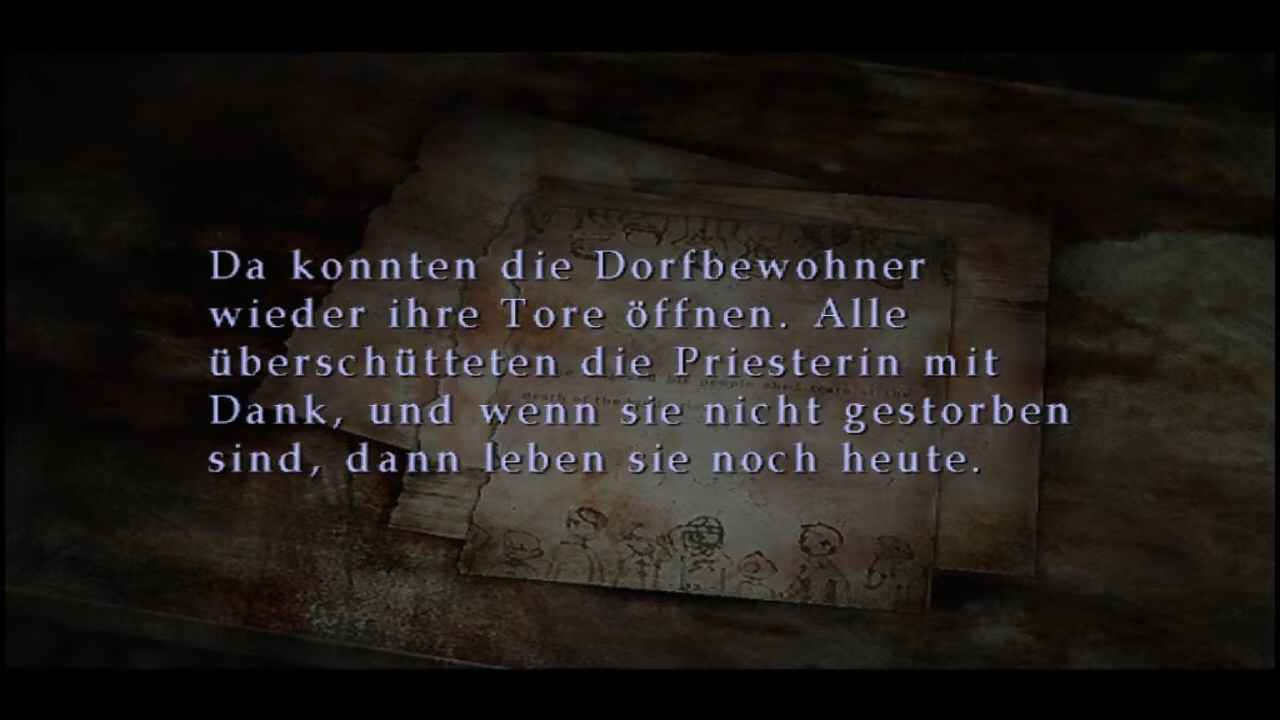 Da konnten die Dorfbewohner
wieder ihre Tore öffnen. Alle
überschütteten die Priesterin mit
Dank, und wenn sie nicht gestorben
sind, dann leben sie noch heute.